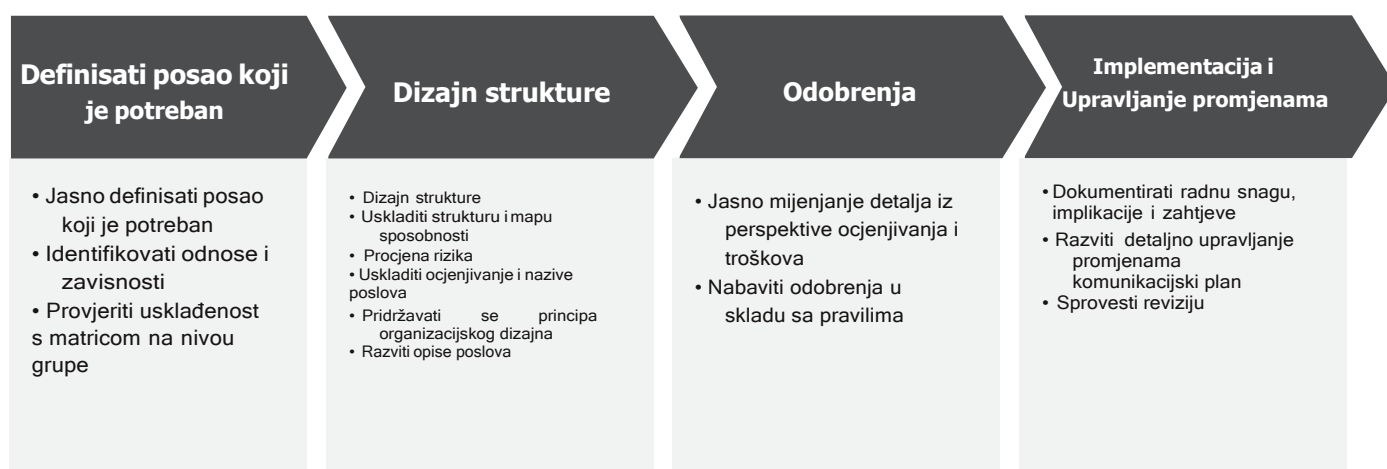 Definisati posao koji
je potreban
• Jasno definisati posao
koji je potreban
• Identifikovati odnose i
zavisnosti
• Provjeriti usklađenost
s matricom na nivou
grupe
Dizajn strukture
• Dizajn strukture
• Uskladiti strukturu i mapu
sposobnosti
• Procjena rizika
• Uskladiti ocjenjivanje i nazive
poslova
• Pridržavati se principa
organizacijskog dizajna
• Razviti opise poslova
Odobrenja
• Jasno mijenjanje detalja iz
perspektive ocjenjivanja i
troškova
• Nabaviti odobrenja u
skladu sa pravilima
Implementacija i
Upravljanje promjenama
• Dokumentirati radnu snagu,
implikacije i zahtjeve
• Razviti detaljno upravljanje
promjenama
komunikacijski plan
• Sprovesti reviziju